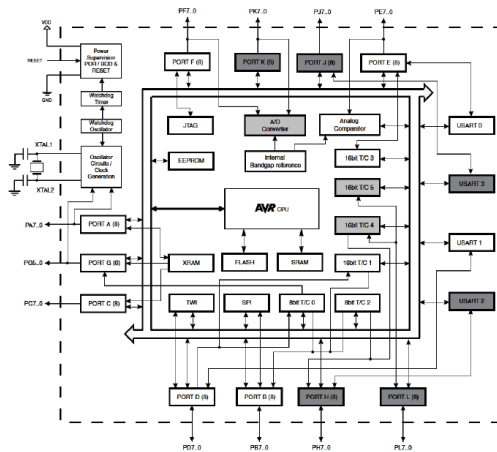 PF7..0 PK7..0 PJ7..0 PE7..0
VCC
Power
Supervision
POR / BOD &
RESET
RESET
GND
PORT F (8) PORT K (8) PORT J (8) PORT E (8)
Watchdog
Timer
Watchdog
Oscillator
JTAG
A/D
Converter
Analog
Comparator
USART 0
XTAL1
XTAL2
Oscillator
Circuits /
Clock
Generation
EEPROM
Internal
Bandgap reference
16bit T/C 3
16bit T/C 5
USART 3
AVR CPU
16bit T/C 4
PA7..0 PORT A (8)
USART 1
PG5..0 PORT G (6)
XRAM FLASH SRAM 16bit T/C 1
PC7..0 PORT C (8)
TWI SPI 8bit T/C 0 8bit T/C 2
USART 2
PORT D (8) PORT B (8) PORT H (8) PORT L (8)
PD7..0 PB7..0 PH7..0 PL7..0